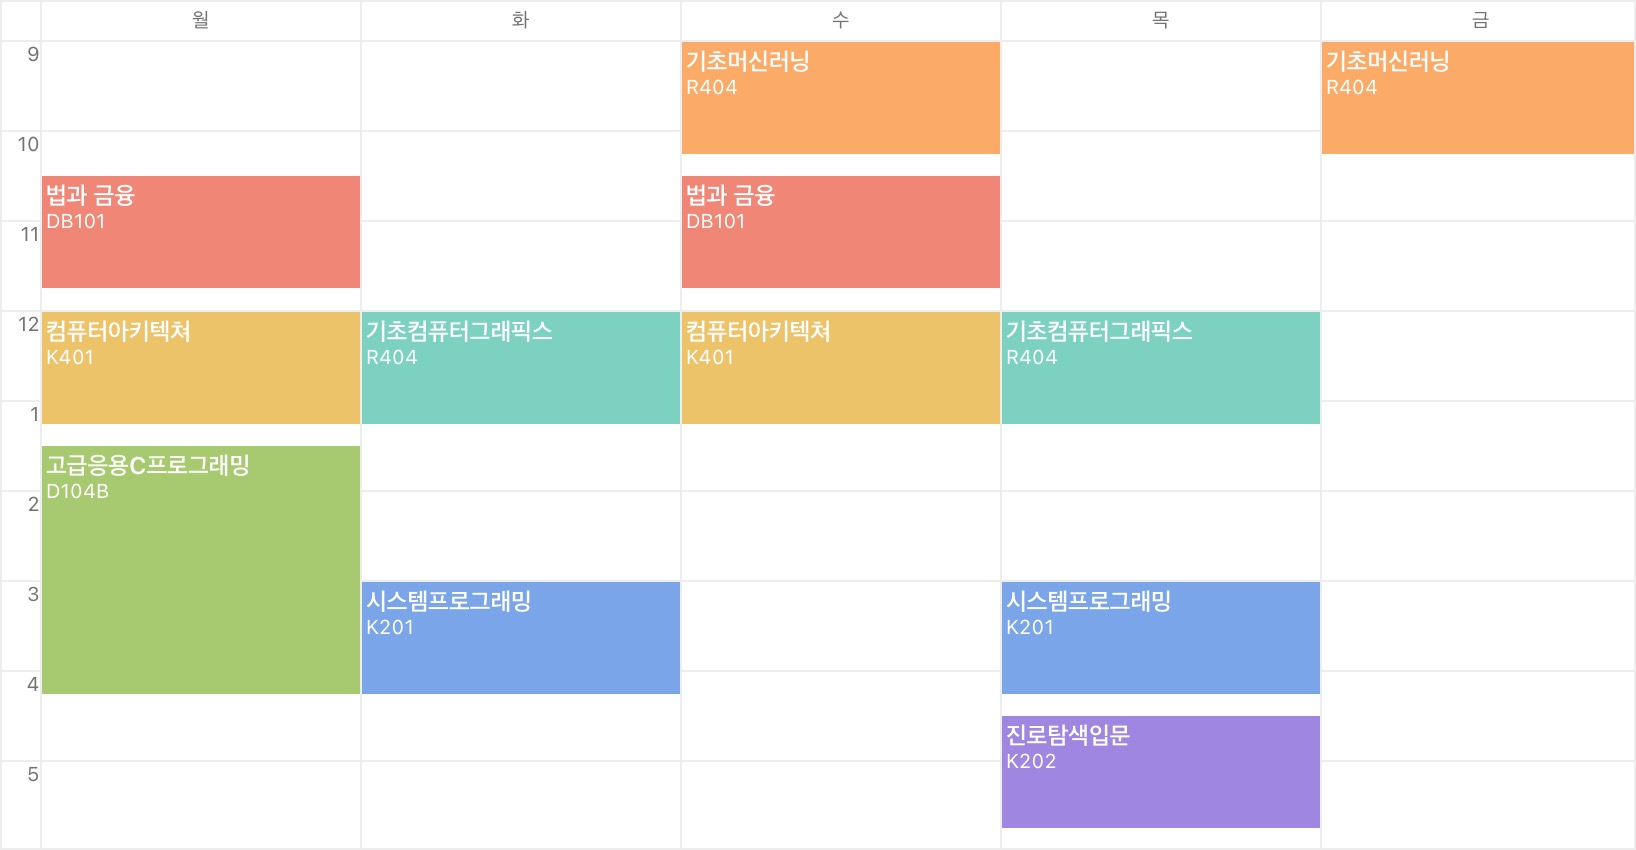 월
화
수
목
금
9
기초머신러닝
R404
기초머신러닝
R404
10
법과 금융
DB101
법과 금융
DB101
11
12
컴퓨터아키텍쳐
K401
기초컴퓨터그래픽스
R404
컴퓨터아키텍쳐
K401
기초컴퓨터그래픽스
R404
1
고급응용C프로그래밍
D104B
2
3
시스템프로그래밍
K201
시스템프로그래밍
K201
4
진로탐색입문
K202
5